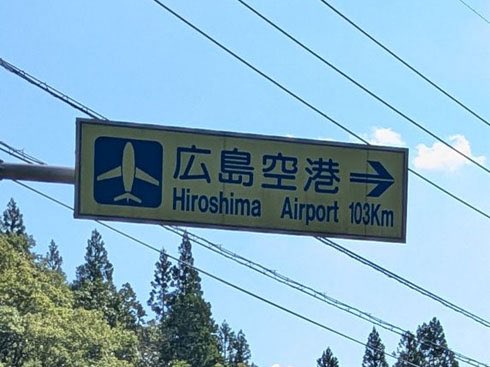 広島空港 →
Hiroshima Airport 103Km